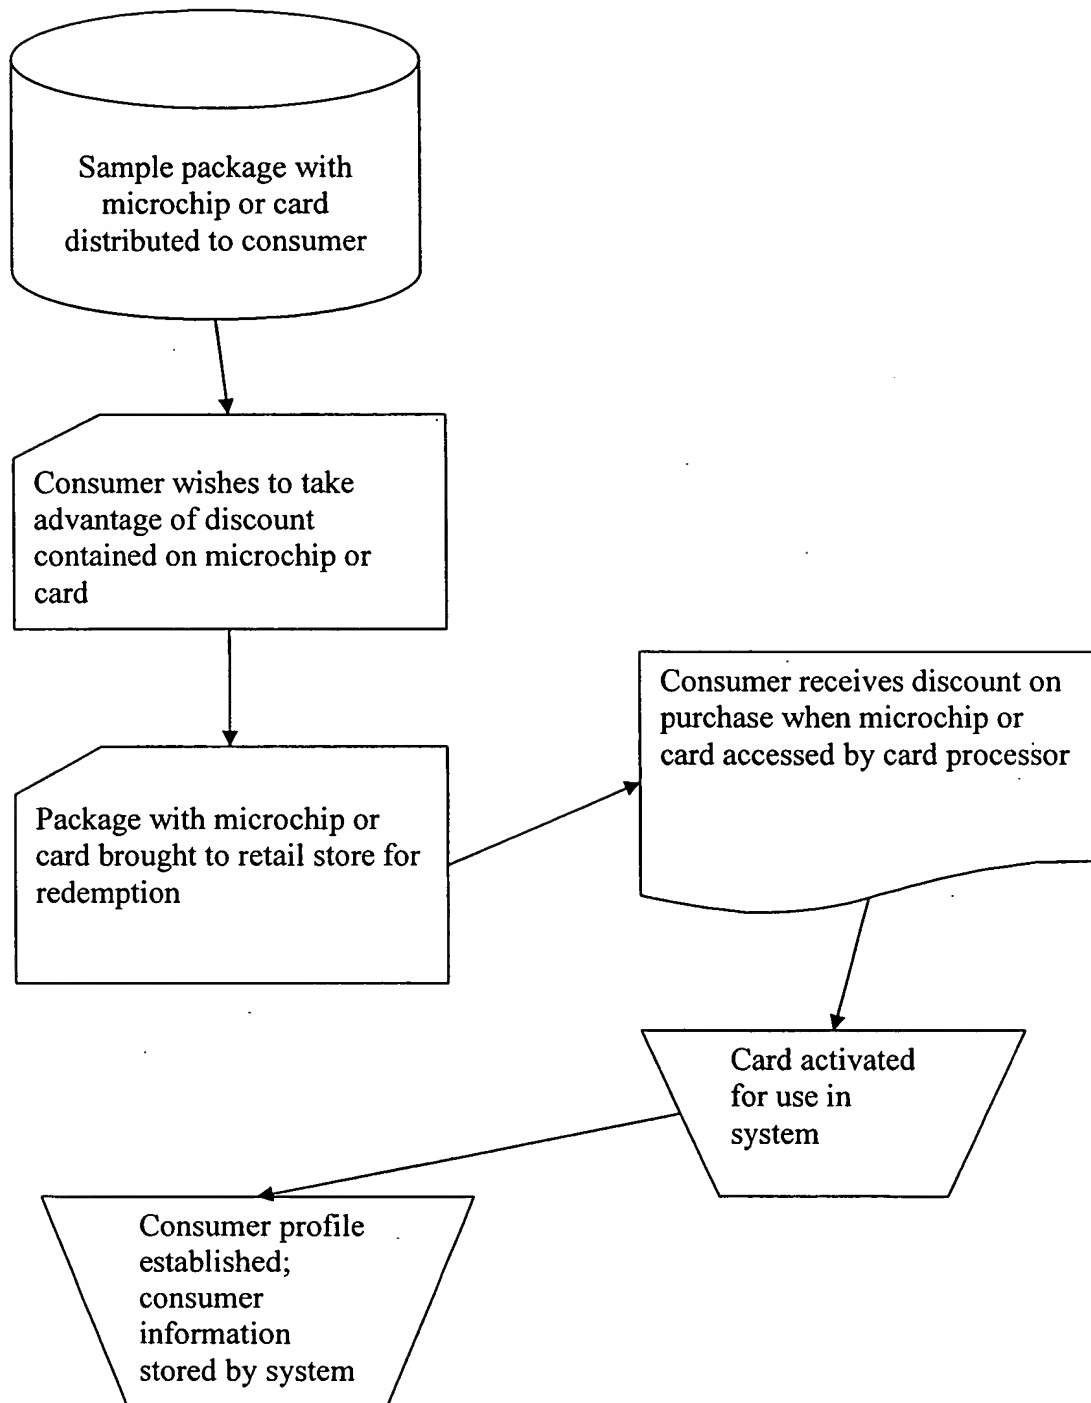 Sample package with
microchip or card
distributed to consumer
Consumer wishes to take
advantage of discount
contained on microchip or
card
Package with microchip or
card brought to retail store for
redemption
Consumer receives discount on
purchase when microchip or
card accessed by card processor
Card activated
for use in
system
Consumer profile
established;
consumer
information
stored by system